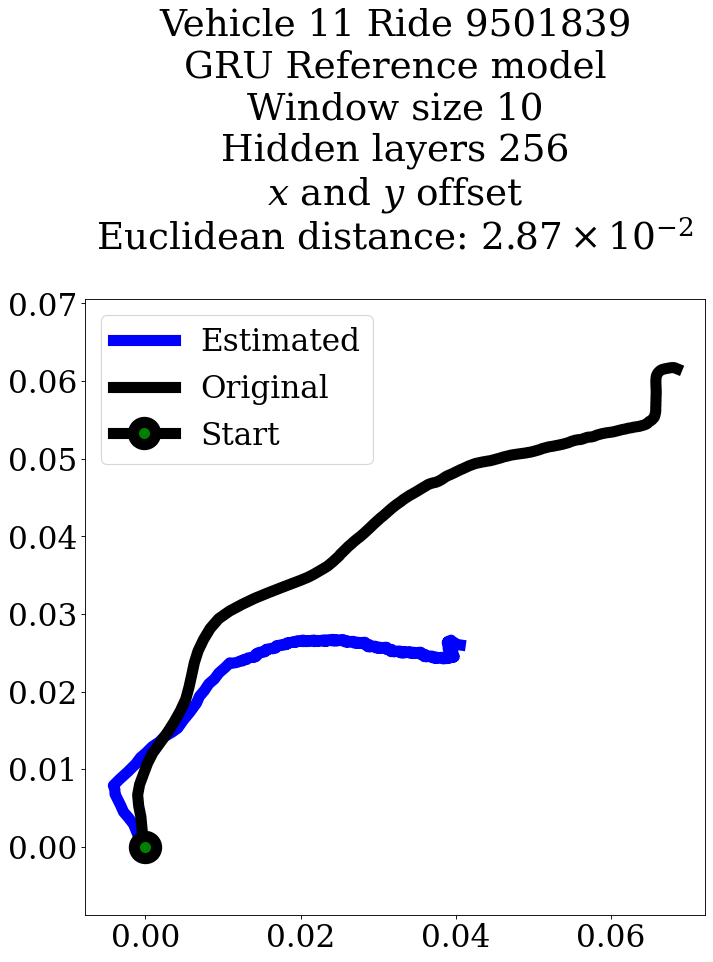 Vehicle 11 Ride 9501839
GRU Reference model
Window size 10
Hidden layers 256
x and y offset
Euclidean distance: 2.87 × 10⁻²
0.07
0.06
0.05
0.04
0.03
0.02
0.01
0.00
Estimated
Original
Start
0.00 0.02 0.04 0.06